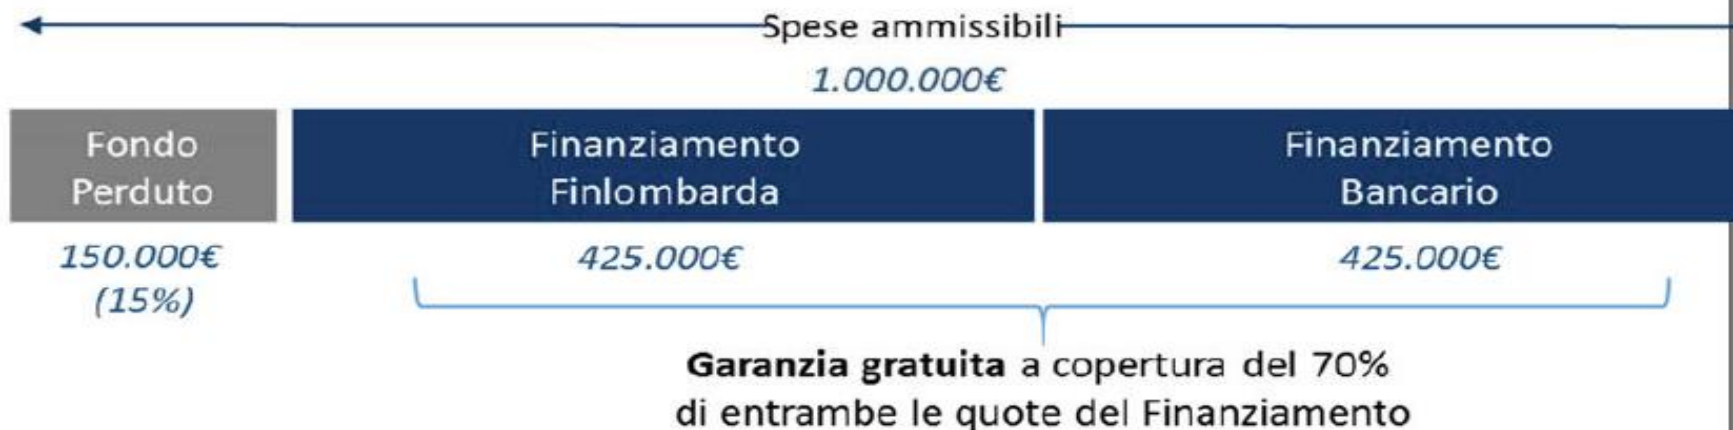 Spese ammissibili
1.000.000€
Fondo
Perduto
Finanziamento
Finlombarda
Finanziamento
Bancario
150.000€
(15%)
425.000€
425.000€
Garanzia gratuita a copertura del 70%
di entrambe le quote del Finanziamento